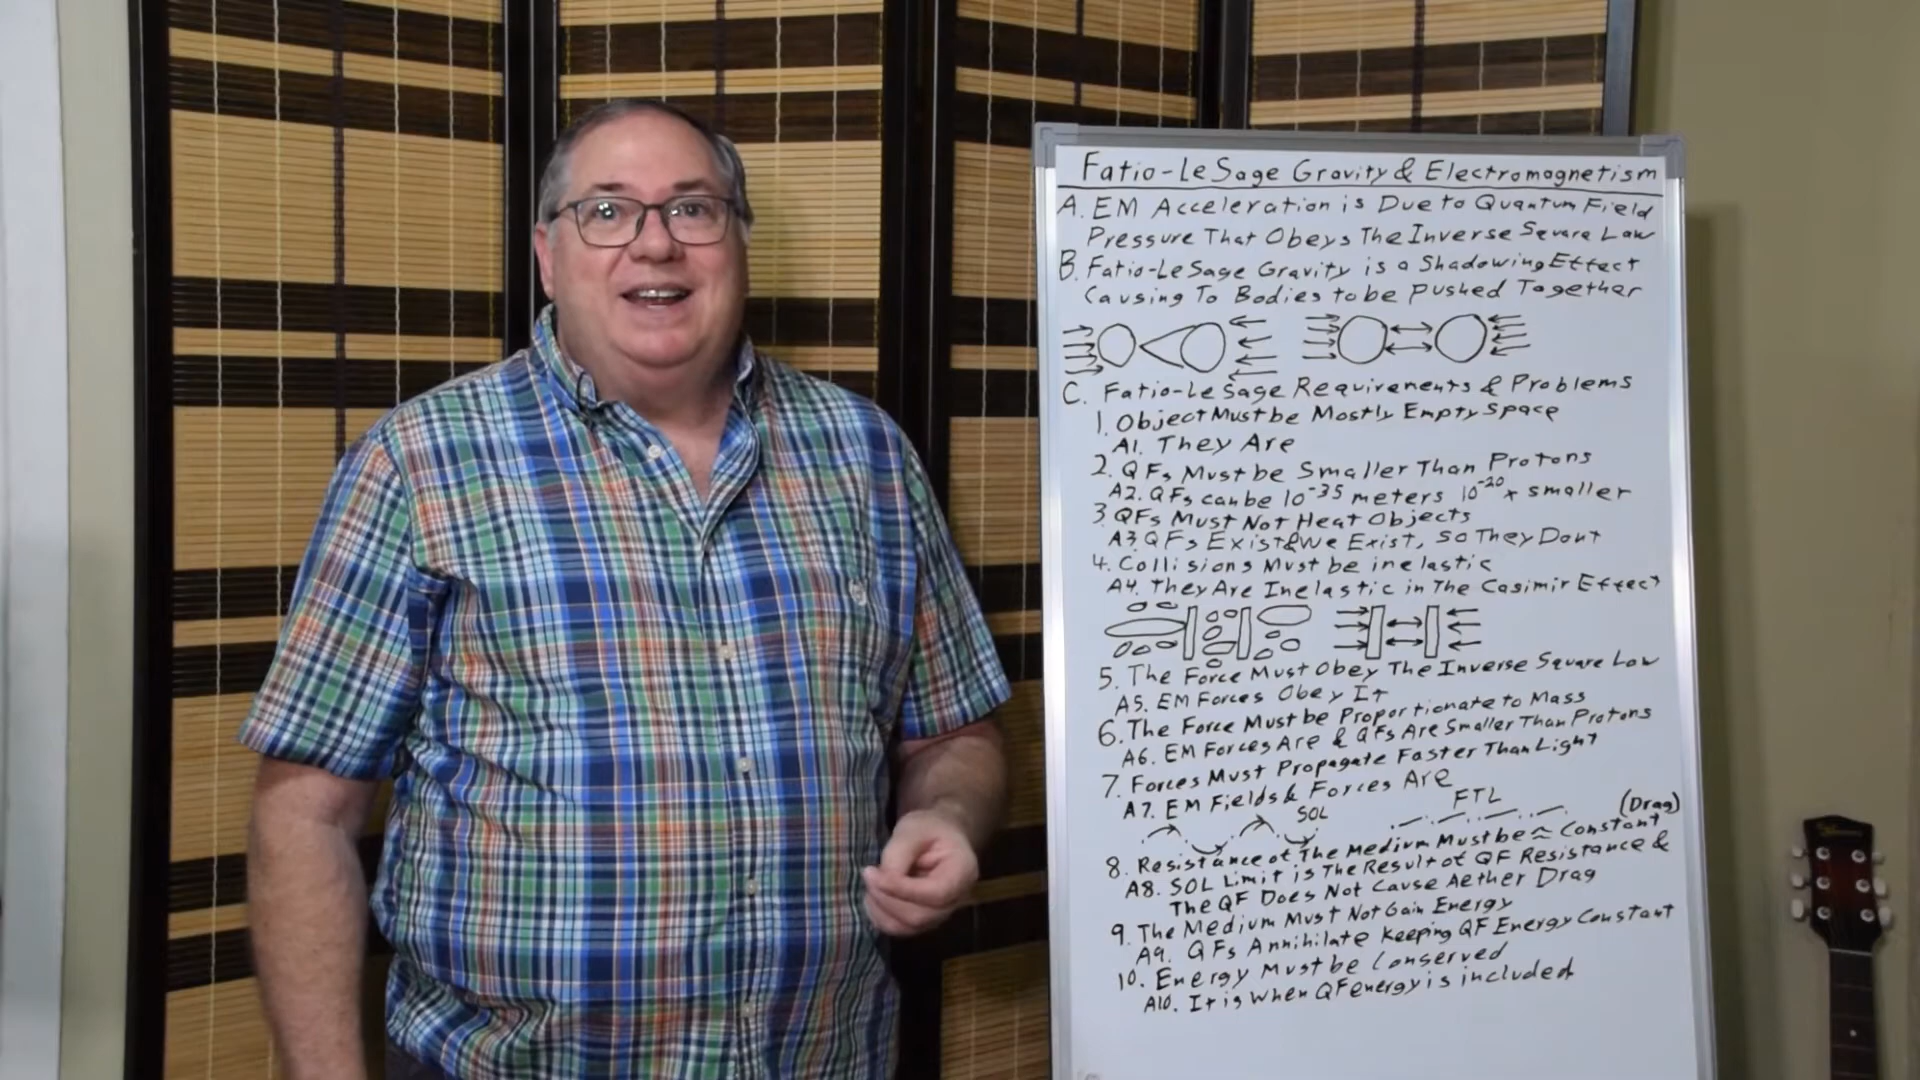 Fatio-LeSage Gravity & Electromagnetism
A. EM Acceleration is Due to Quantum Field
Pressure That Obeys The Inverse Square Law
B. Fatio-LeSage Gravity is a Shadowing Effect
Causing To Bodies to be pushed Together
C. Fatio-LeSage Requirements & Problems
1. Object Must be Mostly Empty Space
A1. They Are
2. QFs Must be Smaller Than Protons
A2. QFs can be 10^-35 meters 10^-20 x smaller
3. QFs Must Not Heat Objects
A3. QFs Exist & We Exist, So They Dont
4. Collisions Must be inelastic
A4. They Are Inelastic in The Casimir Effect
5. The Force Must Obey The Inverse Square Law
A5. EM Forces Obey It
6. The Force Must be Proportionate to Mass
A6. EM Forces Are & QFs Are Smaller Than Protons
7. Forces Must Propagate Faster Than Light
A7. EM Fields & Forces Are
SOL
FTL
(Drag)
8. Resistance of The Medium Must be ≈ Constant
A8. SOL Limit is The Result of QF Resistance &
The QF Does Not Cause Aether Drag
9. The Medium Must Not Gain Energy
A9. QFs Annihilate Keeping QF Energy Constant
10. Energy Must be Conserved
A10. It is When QF energy is included